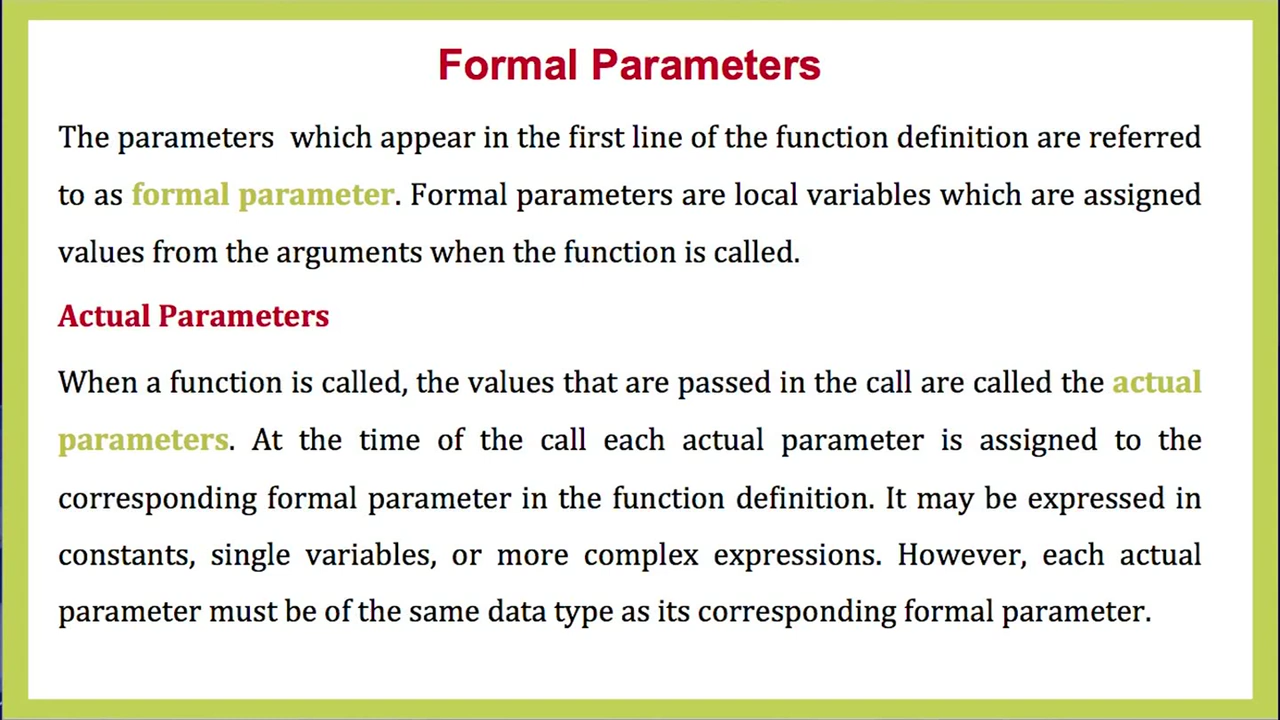 Formal Parameters
The parameters  which appear in the first line of the function definition are referred
to as formal parameter. Formal parameters are local variables which are assigned
values from the arguments when the function is called.
Actual Parameters
When a function is called, the values that are passed in the call are called the actual
parameters. At the time of the call each actual parameter is assigned to the
corresponding formal parameter in the function definition. It may be expressed in
constants, single variables, or more complex expressions. However, each actual
parameter must be of the same data type as its corresponding formal parameter.